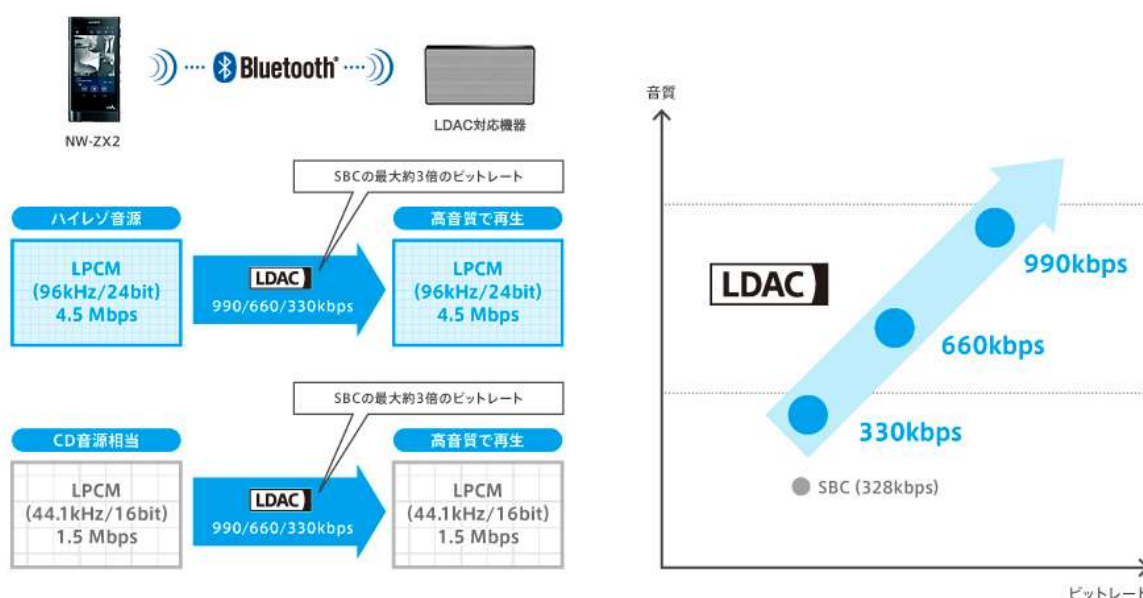 Bluetooth®
NW-ZX2
LDAC対応機器
SBCの最大約3倍のビットレート
ハイレゾ音源
高音質で再生
LPCM
(96kHz/24bit)
4.5 Mbps
LDAC
990/660/330kbps
LPCM
(96kHz/24bit)
4.5 Mbps
SBCの最大約3倍のビットレート
CD音源相当
高音質で再生
LPCM
(44.1kHz/16bit)
1.5 Mbps
LDAC
990/660/330kbps
LPCM
(44.1kHz/16bit)
1.5 Mbps
音質
LDAC
990kbps
660kbps
330kbps
SBC (328kbps)
ビットレート